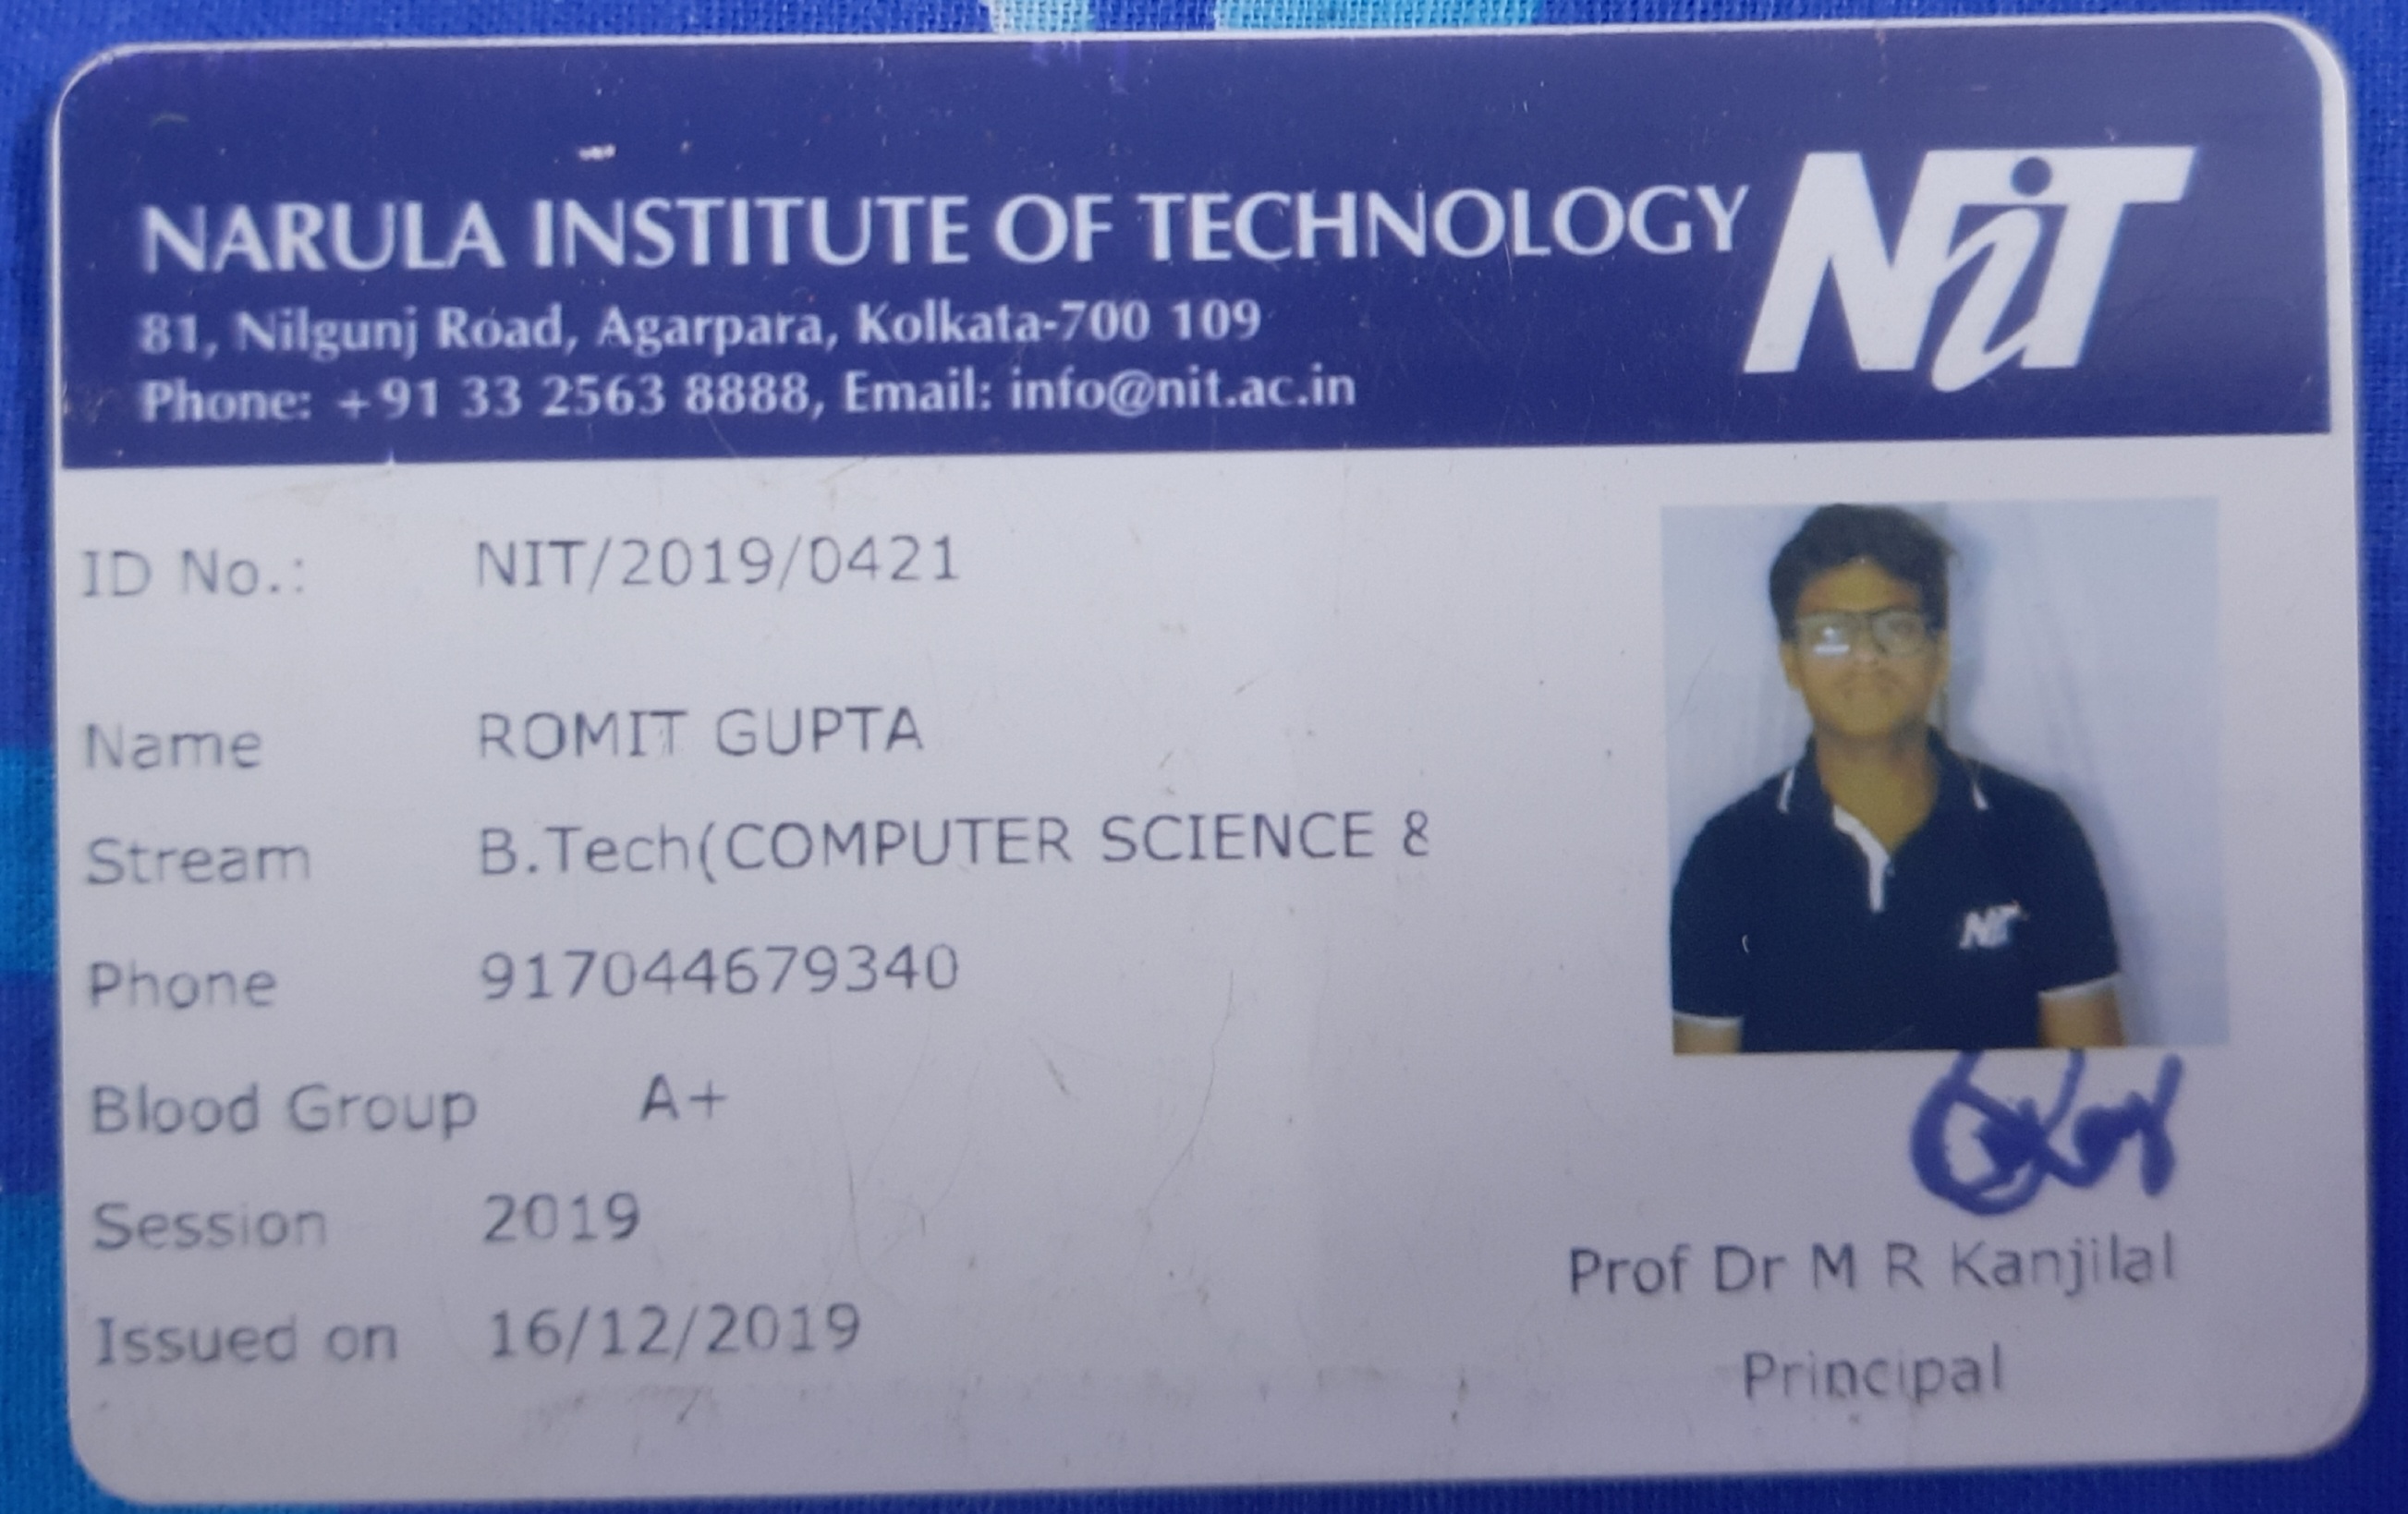 NARULA INSTITUTE OF TECHNOLOGY NiT
81, Nilgunj Road, Agarpara, Kolkata-700 109
Phone: +91 33 2563 8888, Email: info@nit.ac.in
ID No.: NIT/2019/0421
Name ROMIT GUPTA
Stream B.Tech(COMPUTER SCIENCE &
Phone 917044679340
Blood Group A+
Session 2019
Issued on 16/12/2019
NiT
Prof Dr M R Kanjilal
Principal